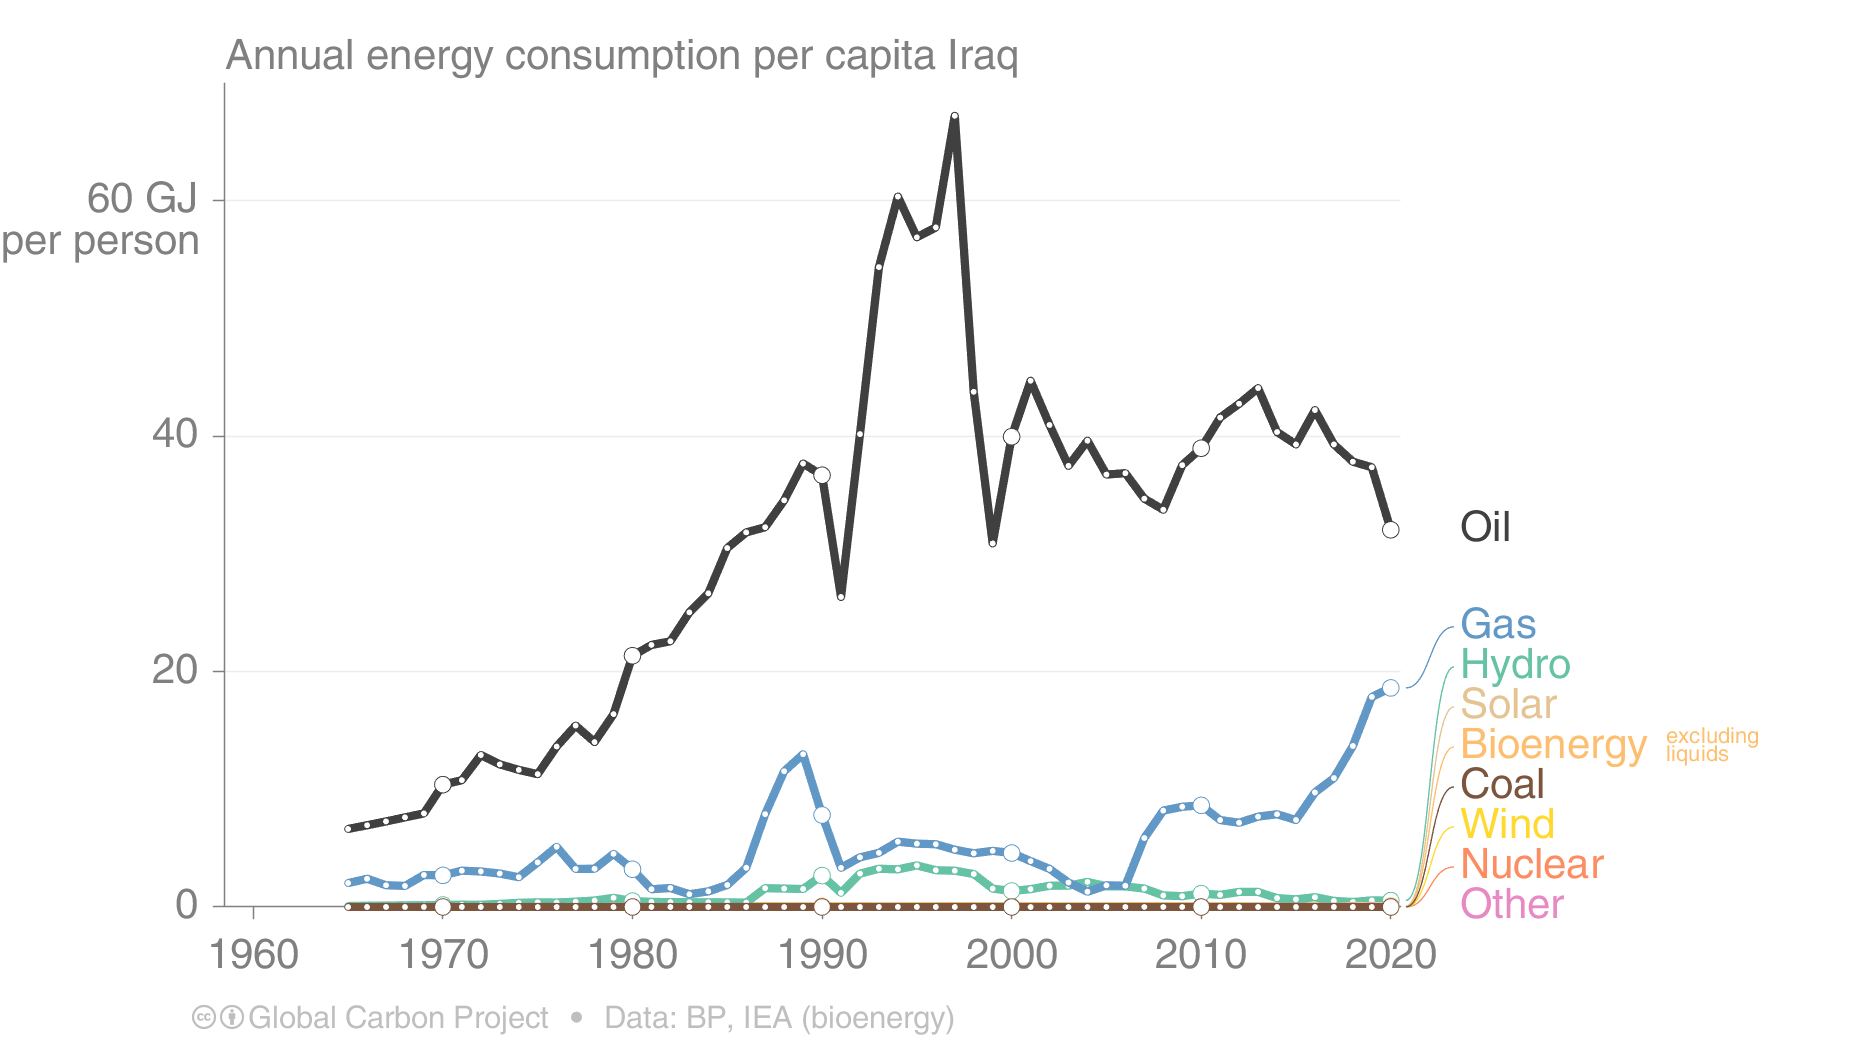 Annual energy consumption per capita Iraq
60 GJ
per person
40
20
0
1960 1970 1980 1990 2000 2010 2020
Oil
Gas
Hydro
Solar
Bioenergy excluding
liquids
Coal
Wind
Nuclear
Other
cc Global Carbon Project • Data: BP, IEA (bioenergy)